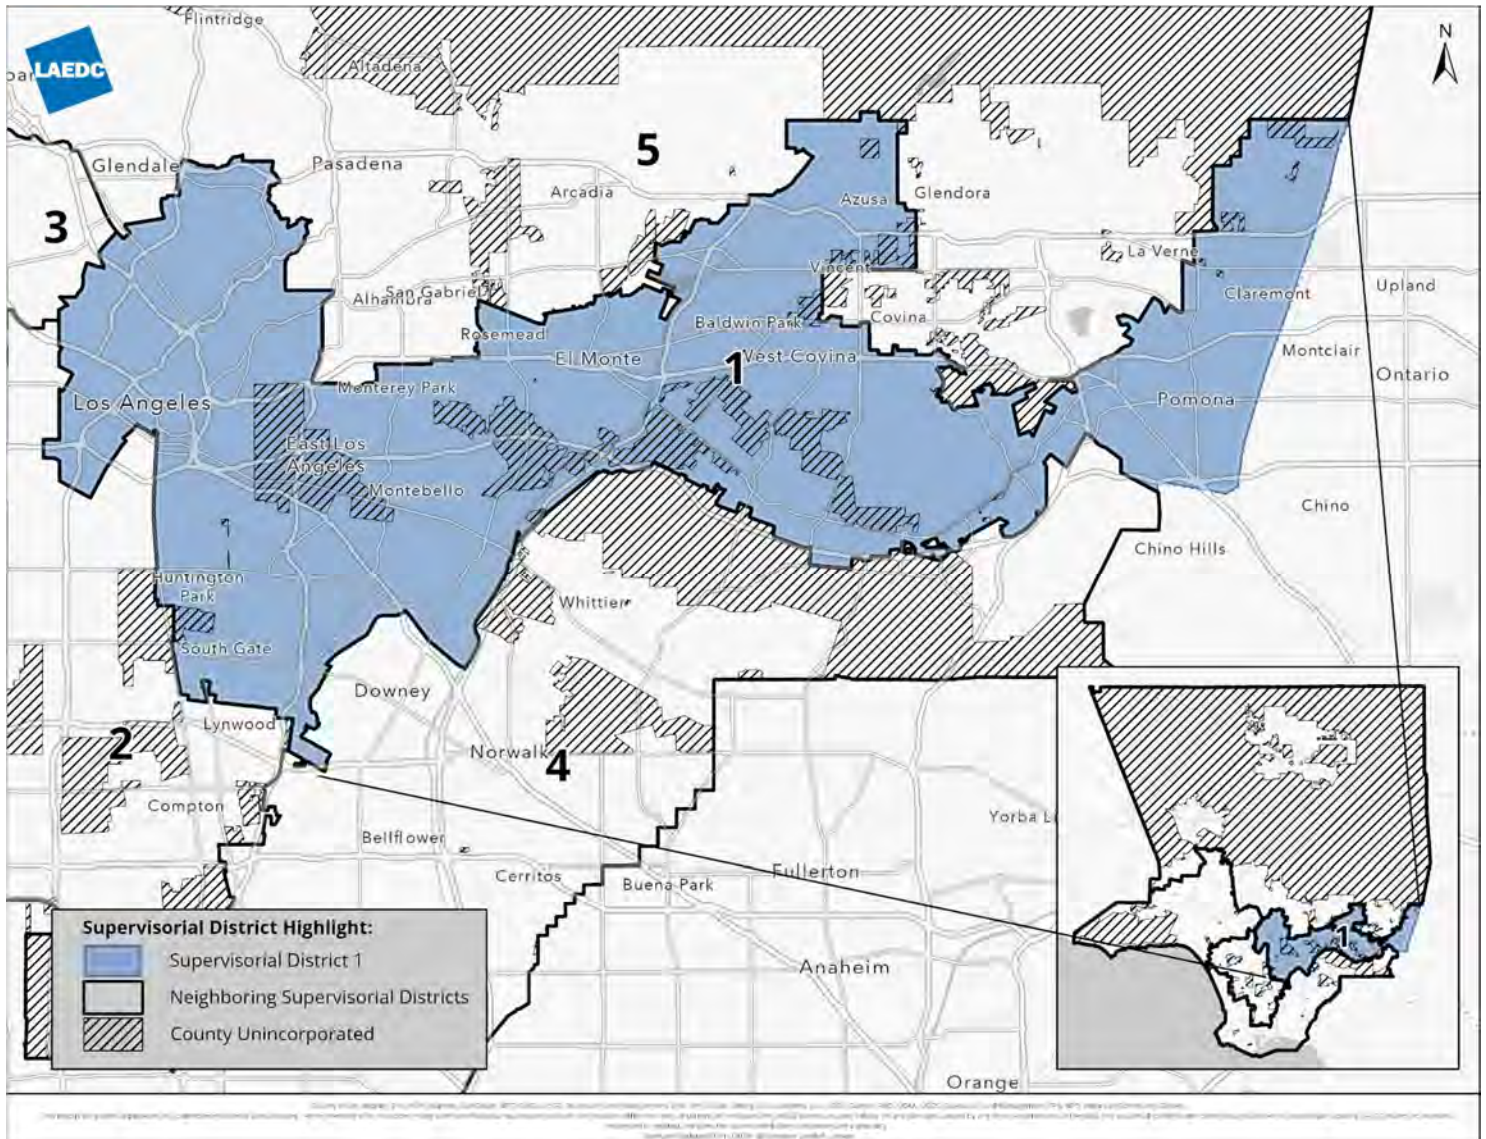 Flintridge
LAEDC
Altadena
N
5
Glendale
Pasadena
Arcadia
Azusa
Glendora
3
La Verne
Vincent
San Gabriel
Alhambra
Claremont
Upland
Covina
Baldwin Park
Rosemead
El Monte
1
West Covina
Montclair
Ontario
Monterey Park
Los Angeles
Pomona
East Los
Angeles
Montebello
Chino
Chino Hills
Huntington
Park
Whittier
South Gate
Downey
Lynwood
2
Norwalk
4
Compton
Bellflower
Yorba Li
Fullerton
Cerritos
Buena Park
Anaheim
Orange
1
Supervisorial District Highlight:
Supervisorial District 1
Neighboring Supervisorial Districts
County Unincorporated